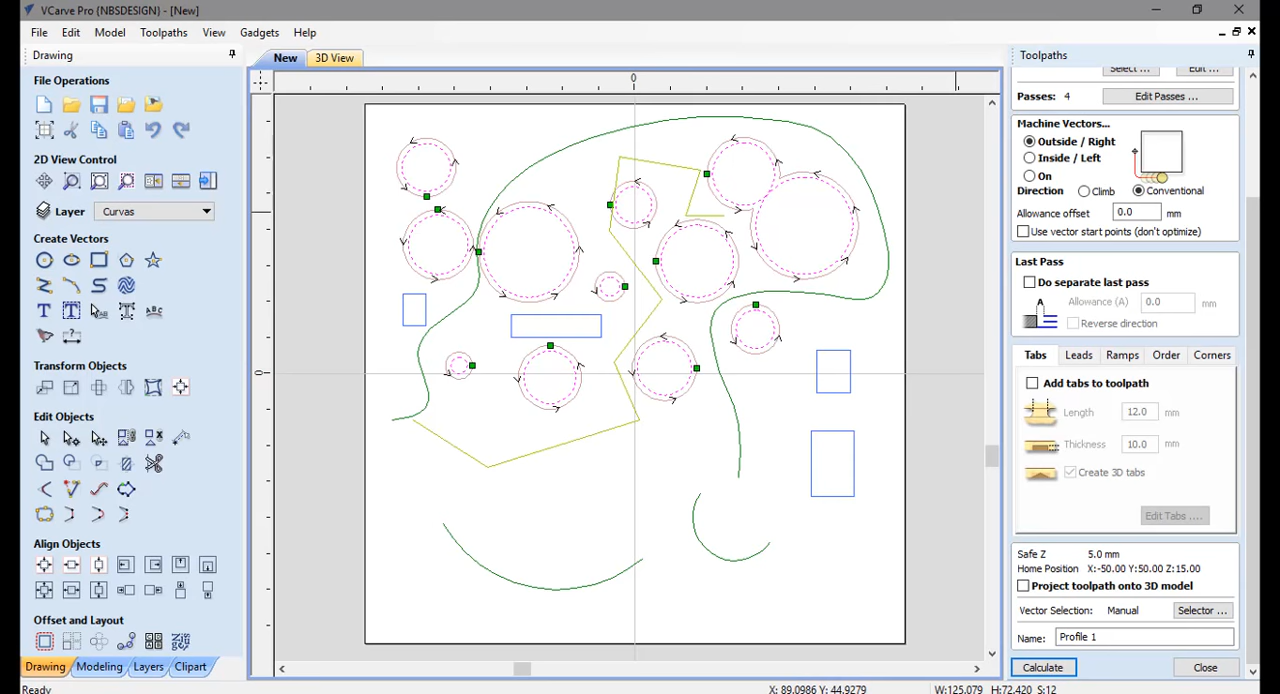 VCarve Pro (NBSDESIGN) - [New]
File Edit Model Toolpaths View Gadgets Help
Drawing
File Operations
2D View Control
Layer Curvas
Create Vectors
Transform Objects
Edit Objects
Align Objects
Offset and Layout
Drawing Modeling Layers Clipart
Ready
New 3D View
0
0
Toolpaths
Select ... Edit ...
Passes: 4 Edit Passes ...
Machine Vectors...
Outside / Right
Inside / Left
On
Direction Climb Conventional
Allowance offset 0.0 mm
Use vector start points (don't optimize)
Last Pass
Do separate last pass
A
Allowance (A) 0.0 mm
Reverse direction
Tabs Leads Ramps Order Corners
Add tabs to toolpath
Length 12.0 mm
Thickness 10.0 mm
Create 3D tabs
Edit Tabs ....
Safe Z 5.0 mm
Home Position X:-50.00 Y:50.00 Z:15.00
Project toolpath onto 3D model
Vector Selection: Manual Selector ...
Name: Profile 1
Calculate Close
X: 89.0986 Y: 44.9279 W:125.079 H:72.420 S:12